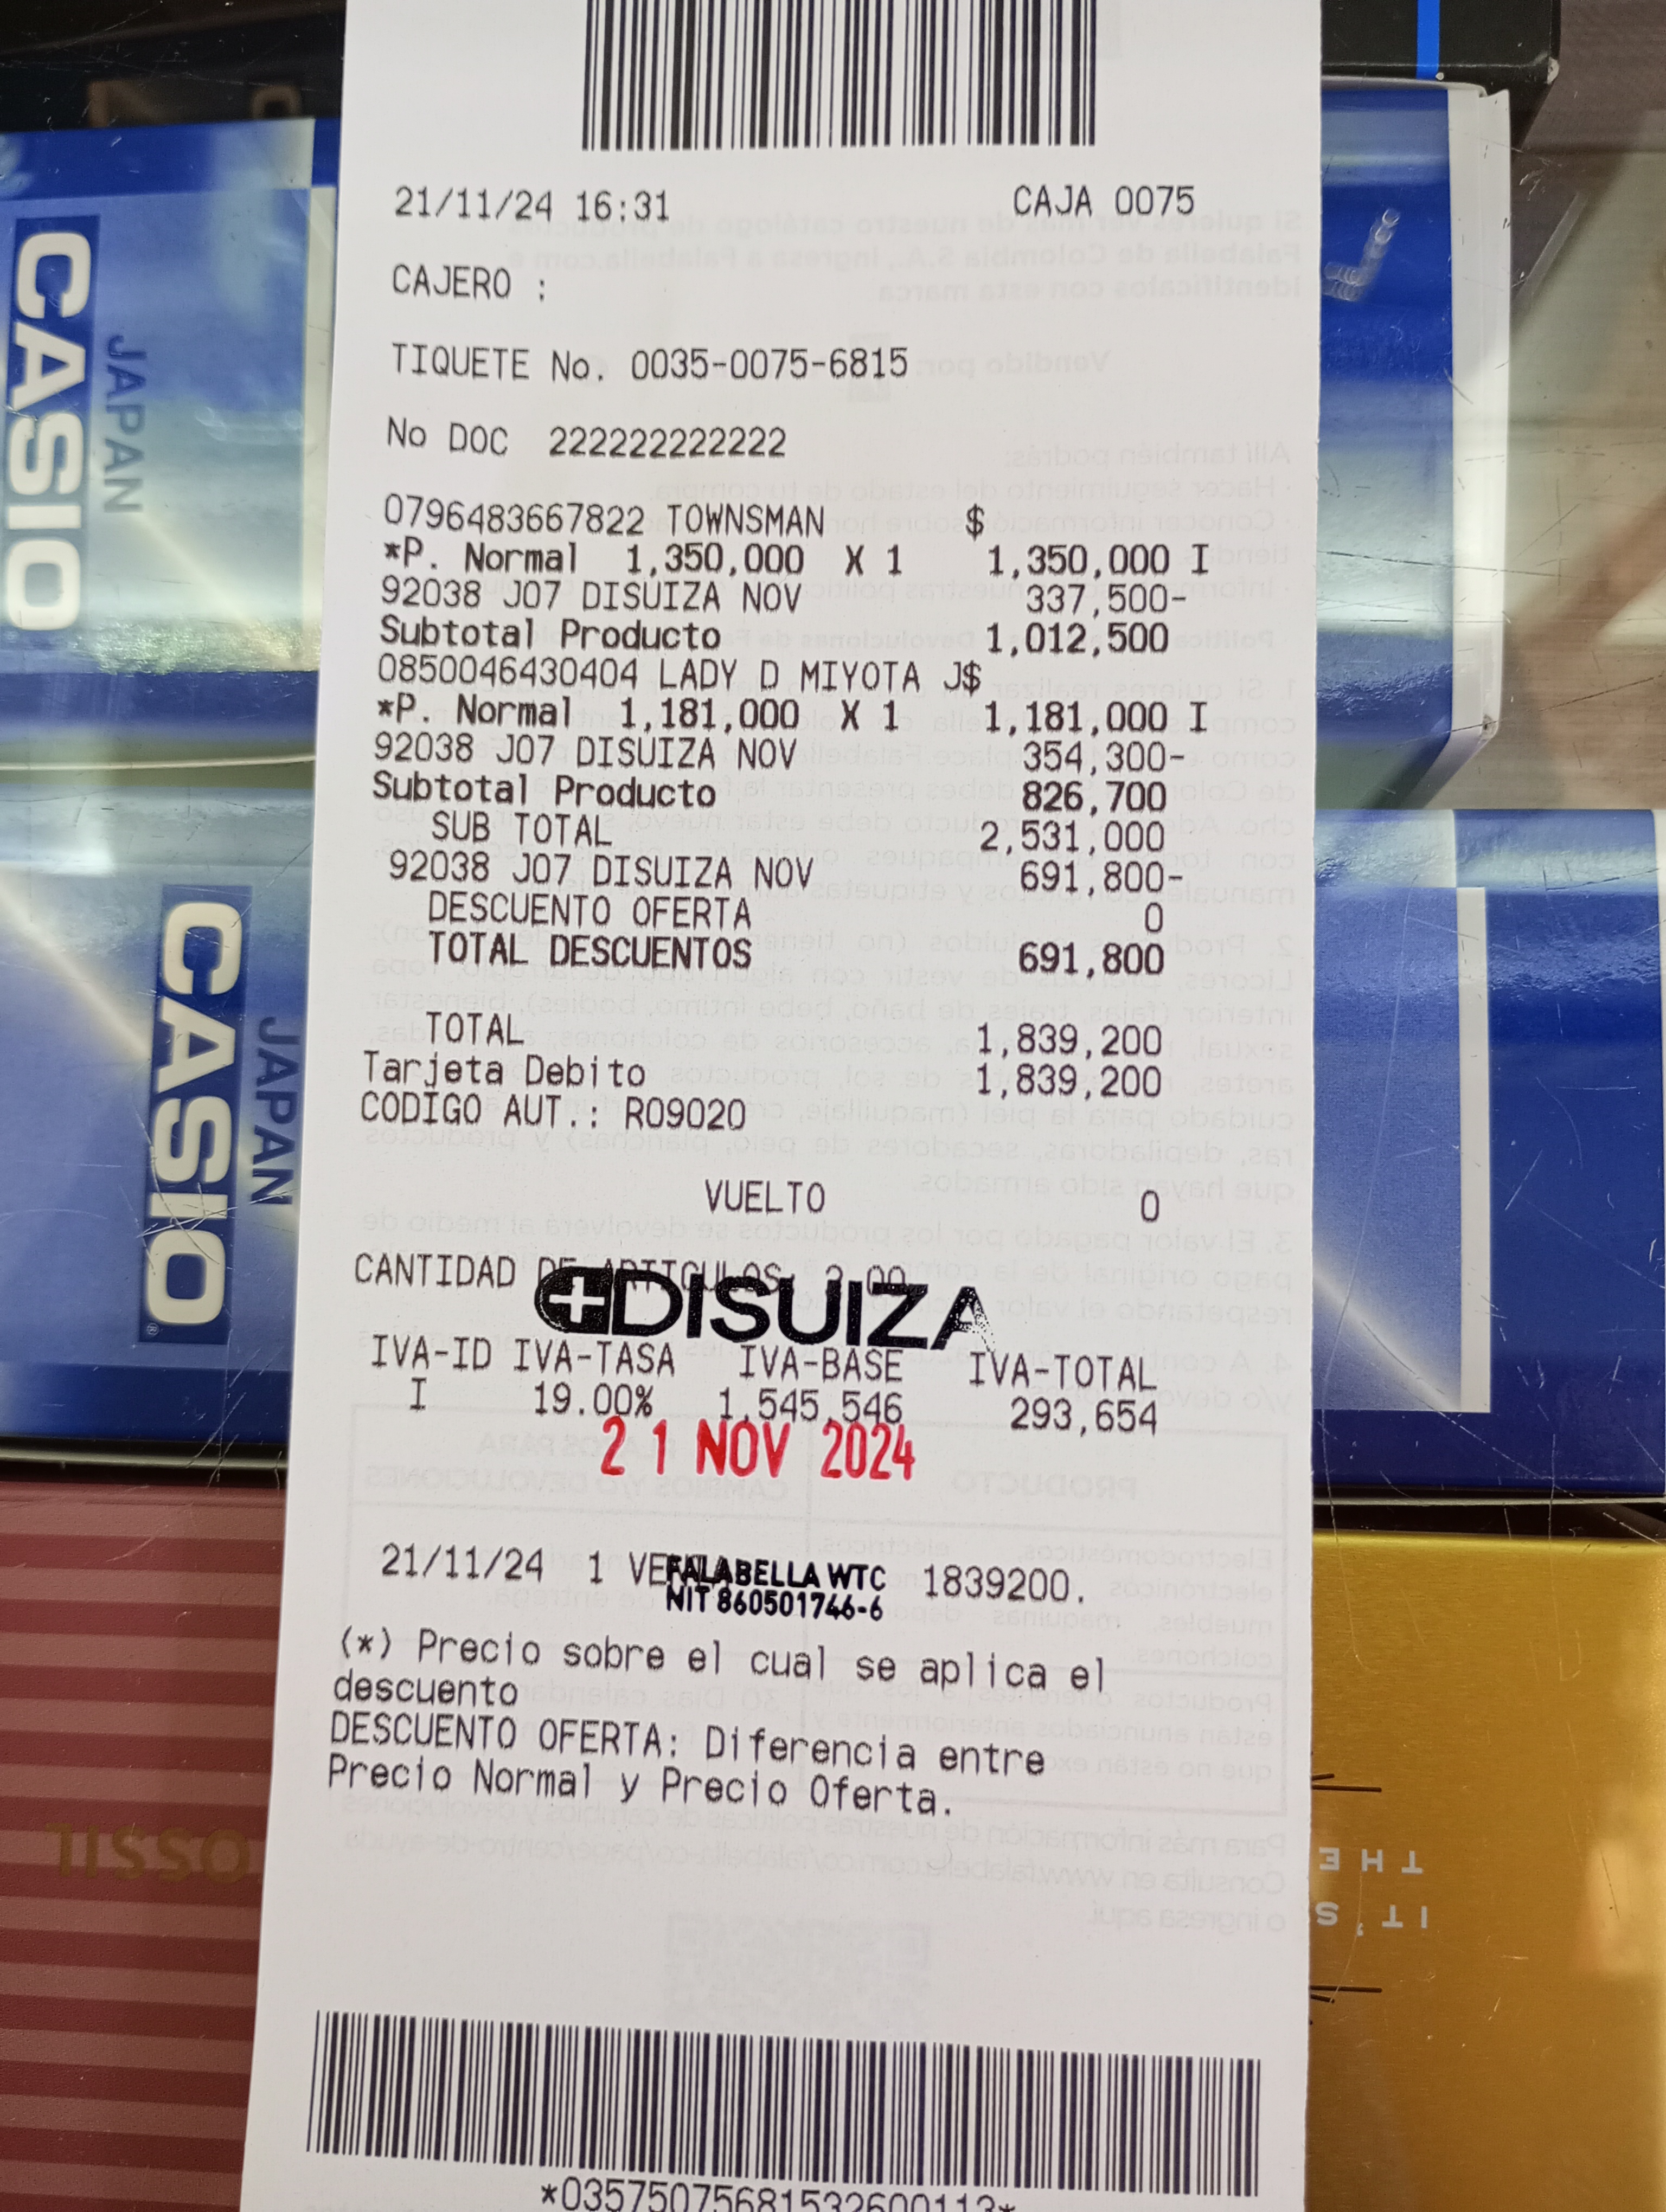 21/11/24 16:31 CAJA 0075
CAJERO :
TIQUETE No. 0035-0075-6815
No DOC 222222222222
0796483667822 TOWNSMAN $
*P. Normal 1,350,000 X 1 1,350,000 I
92038 J07 DISUIZA NOV 337,500-
Subtotal Producto 1,012,500
0850046430404 LADY D MIYOTA J$
*P. Normal 1,181,000 X 1 1,181,000 I
92038 J07 DISUIZA NOV 354,300-
Subtotal Producto 826,700
SUB TOTAL 2,531,000
92038 J07 DISUIZA NOV 691,800-
DESCUENTO OFERTA 0
TOTAL DESCUENTOS 691,800
TOTAL 1,839,200
Tarjeta Debito 1,839,200
CODIGO AUT.: R09020
VUELTO 0
CANTIDAD DE ARTICULOS: 2.00
DISUIZA
IVA-ID IVA-TASA IVA-BASE IVA-TOTAL
I 19.00% 1,545,546 293,654
21 NOV 2024
21/11/24 1 1839200.
FALABELLA WTC
NIT 860501746-6
(*) Precio sobre el cual se aplica el
descuento
DESCUENTO OFERTA: Diferencia entre
Precio Normal y Precio Oferta.
CASIO
JAPAN
CASIO
JAPAN
OSSIL
IT'S
THE